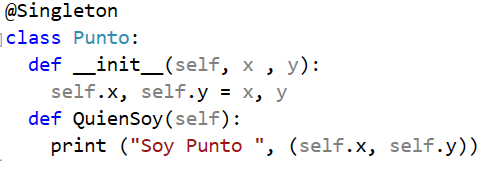 @Singleton
class Punto:
  def __init__(self, x , y):
    self.x, self.y = x, y
  def QuienSoy(self):
    print ("Soy Punto ", (self.x, self.y))